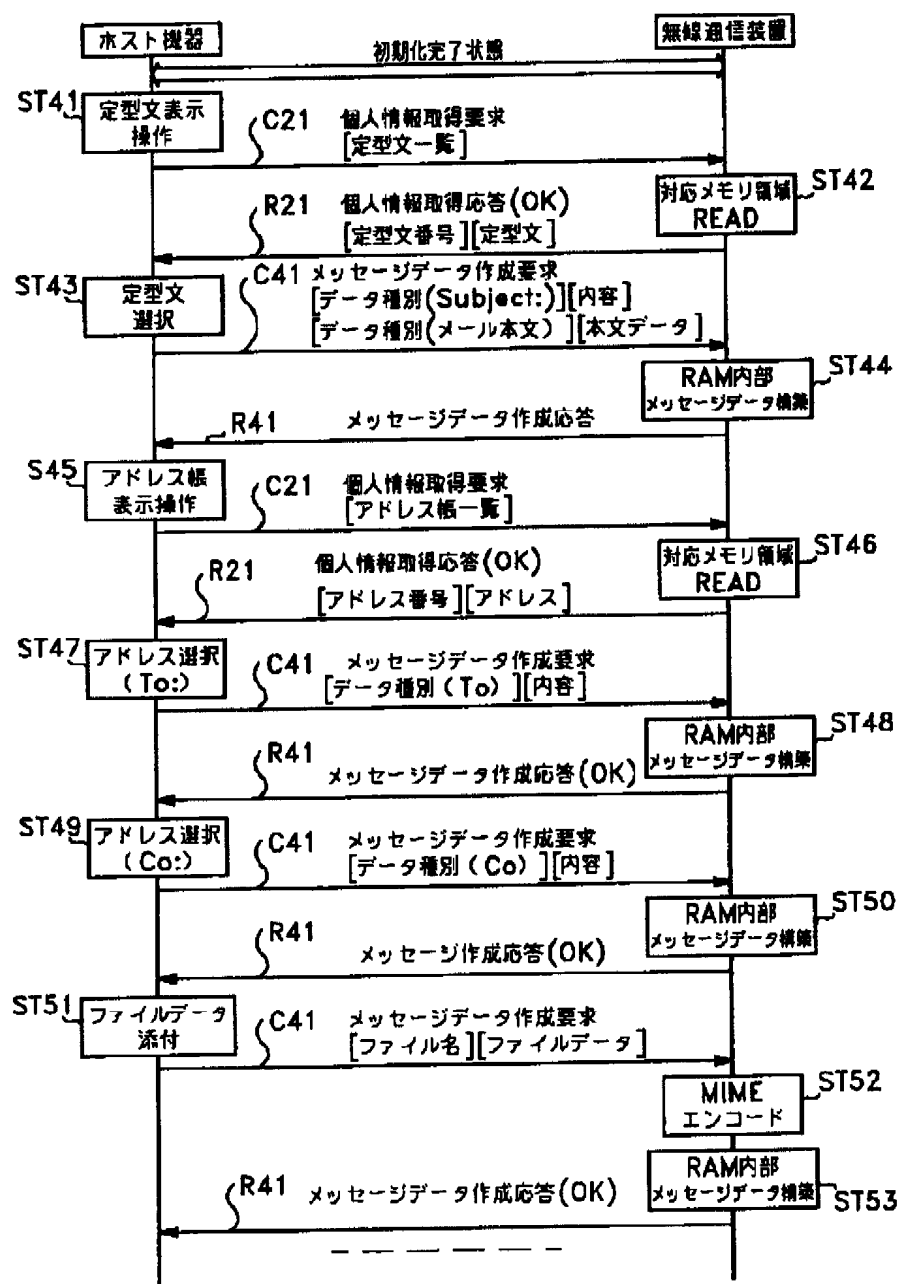 ホスト機器
無線通信装置
初期化完了状態
ST41
定型文表示
操作
C21
個人情報取得要求
[定型文一覧]
対応メモリ領域
READ
ST42
R21
個人情報取得応答(OK)
[定型文番号][定型文]
ST43
定型文
選択
C41
メッセージデータ作成要求
[データ種別(Subject:)][内容]
[データ種別(メール本文)][本文データ]
RAM内部
メッセージデータ構築
ST44
R41
メッセージデータ作成応答
S45
アドレス帳
表示操作
C21
個人情報取得要求
[アドレス帳一覧]
対応メモリ領域
READ
ST46
R21
個人情報取得応答(OK)
[アドレス番号][アドレス]
ST47
アドレス選択
(To:)
C41
メッセージデータ作成要求
[データ種別(To)][内容]
RAM内部
メッセージデータ構築
ST48
R41
メッセージデータ作成応答(OK)
ST49
アドレス選択
(Co:)
C41
メッセージデータ作成要求
[データ種別(Co)][内容]
RAM内部
メッセージデータ構築
ST50
R41
メッセージ作成応答(OK)
ST51
ファイルデータ
添付
C41
メッセージデータ作成要求
[ファイル名][ファイルデータ]
MIME
エンコード
ST52
RAM内部
メッセージデータ構築
ST53
R41
メッセージデータ作成応答(OK)